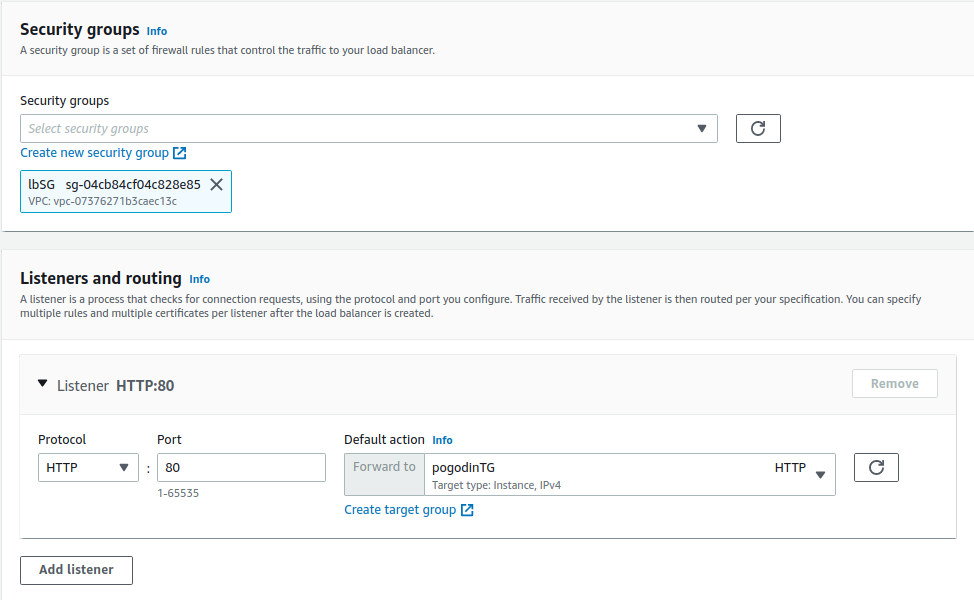 Security groups Info
A security group is a set of firewall rules that control the traffic to your load balancer.
Security groups
Select security groups
Create new security group
lbSG sg-04cb84cf04c828e85
VPC: vpc-07376271b3caec13c
Listeners and routing Info
A listener is a process that checks for connection requests, using the protocol and port you configure. Traffic received by the listener is then routed per your specification. You can specify
multiple rules and multiple certificates per listener after the load balancer is created.
Listener HTTP:80
Remove
Protocol Port Default action Info
HTTP : 80 Forward to pogodinTG HTTP
Target type: Instance, IPv4
1-65535
Create target group
Add listener